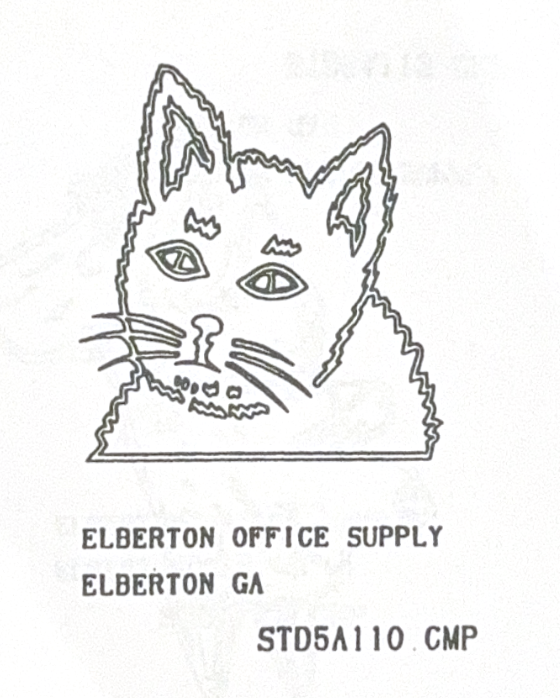 ELBERTON OFFICE SUPPLY
ELBERTON GA
STD5A110.CMP